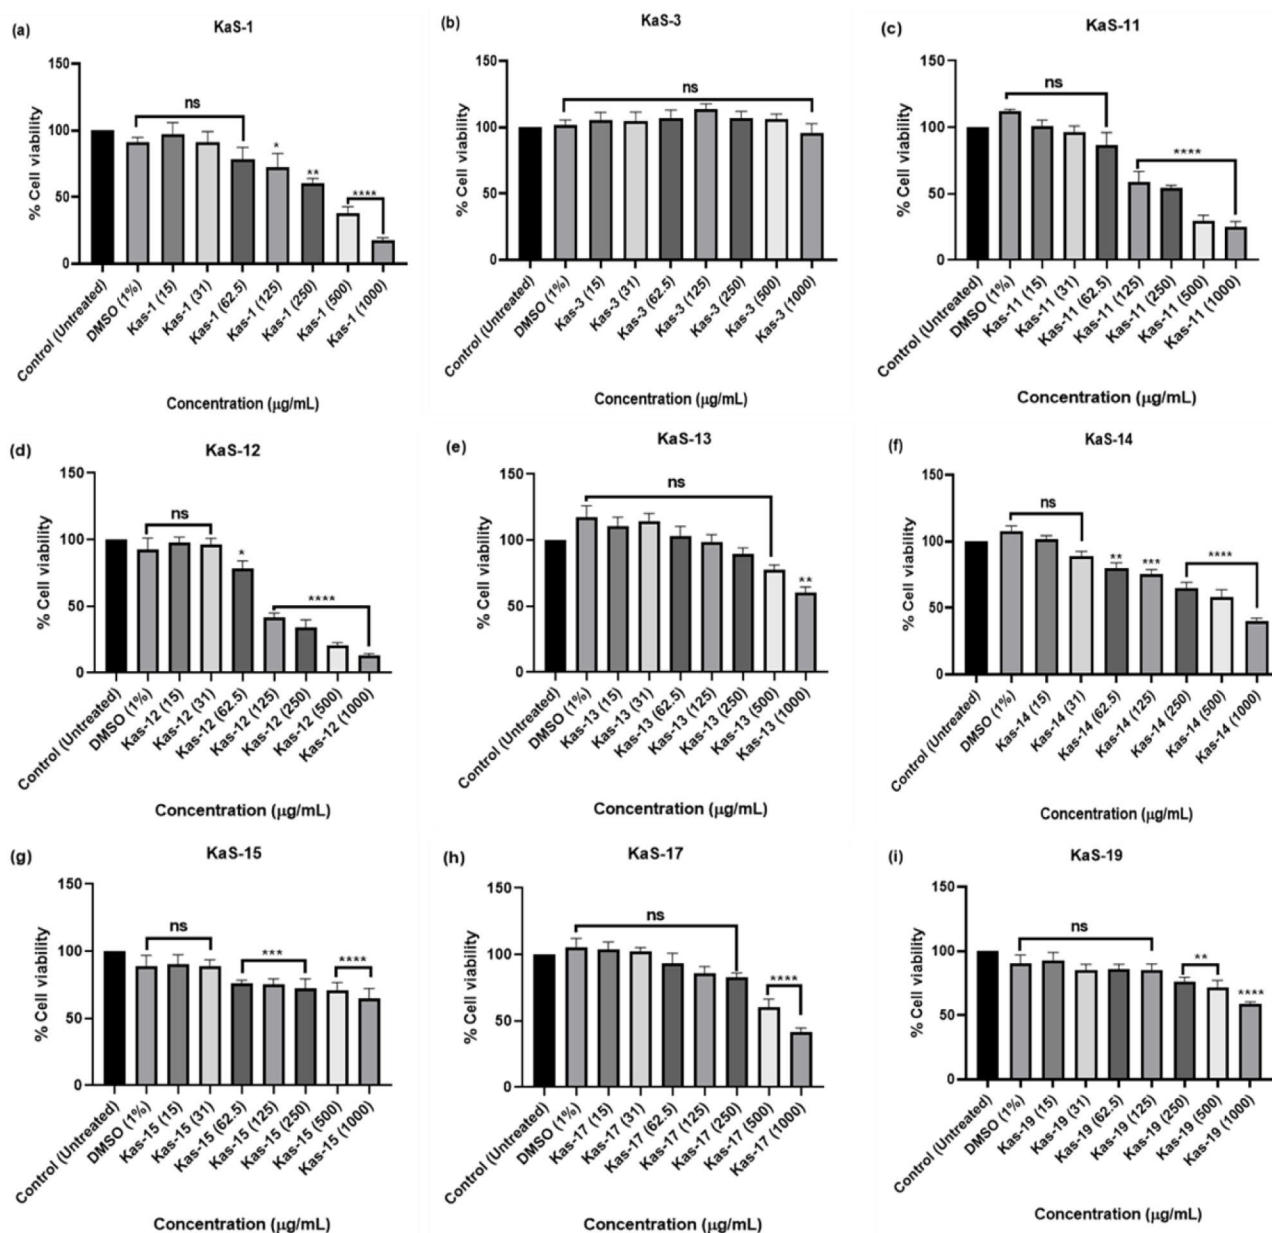 (a)
KaS-1
% Cell viability
150
100
50
0
ns
*
**
****
Control (Untreated)
DMSO (1%)
Kas-1 (15)
Kas-1 (31)
Kas-1 (62.5)
Kas-1 (125)
Kas-1 (250)
Kas-1 (500)
Kas-1 (1000)
Concentration (µg/mL)
(b)
KaS-3
% Cell viability
150
100
50
0
ns
Control (Untreated)
DMSO (1%)
Kas-3 (15)
Kas-3 (31)
Kas-3 (62.5)
Kas-3 (125)
Kas-3 (250)
Kas-3 (500)
Kas-3 (1000)
Concentration (µg/mL)
(c)
KaS-11
% Cell viability
150
100
50
0
ns
****
Control (Untreated)
DMSO (1%)
Kas-11 (15)
Kas-11 (31)
Kas-11 (62.5)
Kas-11 (125)
Kas-11 (250)
Kas-11 (500)
Kas-11 (1000)
Concentration (µg/mL)
(d)
KaS-12
% Cell viability
150
100
50
0
ns
*
****
Control (Untreated)
DMSO (1%)
Kas-12 (15)
Kas-12 (31)
Kas-12 (62.5)
Kas-12 (125)
Kas-12 (250)
Kas-12 (500)
Kas-12 (1000)
Concentration (µg/mL)
(e)
KaS-13
% Cell viability
150
100
50
0
ns
**
Control (Untreated)
DMSO (1%)
Kas-13 (15)
Kas-13 (31)
Kas-13 (62.5)
Kas-13 (125)
Kas-13 (250)
Kas-13 (500)
Kas-13 (1000)
Concentration (µg/mL)
(f)
KaS-14
% Cell viability
150
100
50
0
ns
**
***
****
Control (Untreated)
DMSO (1%)
Kas-14 (15)
Kas-14 (31)
Kas-14 (62.5)
Kas-14 (125)
Kas-14 (250)
Kas-14 (500)
Kas-14 (1000)
Concentration (µg/mL)
(g)
KaS-15
% Cell viability
150
100
50
0
ns
***
****
Control (Untreated)
DMSO (1%)
Kas-15 (15)
Kas-15 (31)
Kas-15 (62.5)
Kas-15 (125)
Kas-15 (250)
Kas-15 (500)
Kas-15 (1000)
Concentration (µg/mL)
(h)
KaS-17
% Cell viability
150
100
50
0
ns
****
Control (Untreated)
DMSO (1%)
Kas-17 (15)
Kas-17 (31)
Kas-17 (62.5)
Kas-17 (125)
Kas-17 (250)
Kas-17 (500)
Kas-17 (1000)
Concentration (µg/mL)
(i)
KaS-19
% Cell viability
150
100
50
0
ns
**
****
Control (Untreated)
DMSO (1%)
Kas-19 (15)
Kas-19 (31)
Kas-19 (62.5)
Kas-19 (125)
Kas-19 (250)
Kas-19 (500)
Kas-19 (1000)
Concentration (µg/mL)